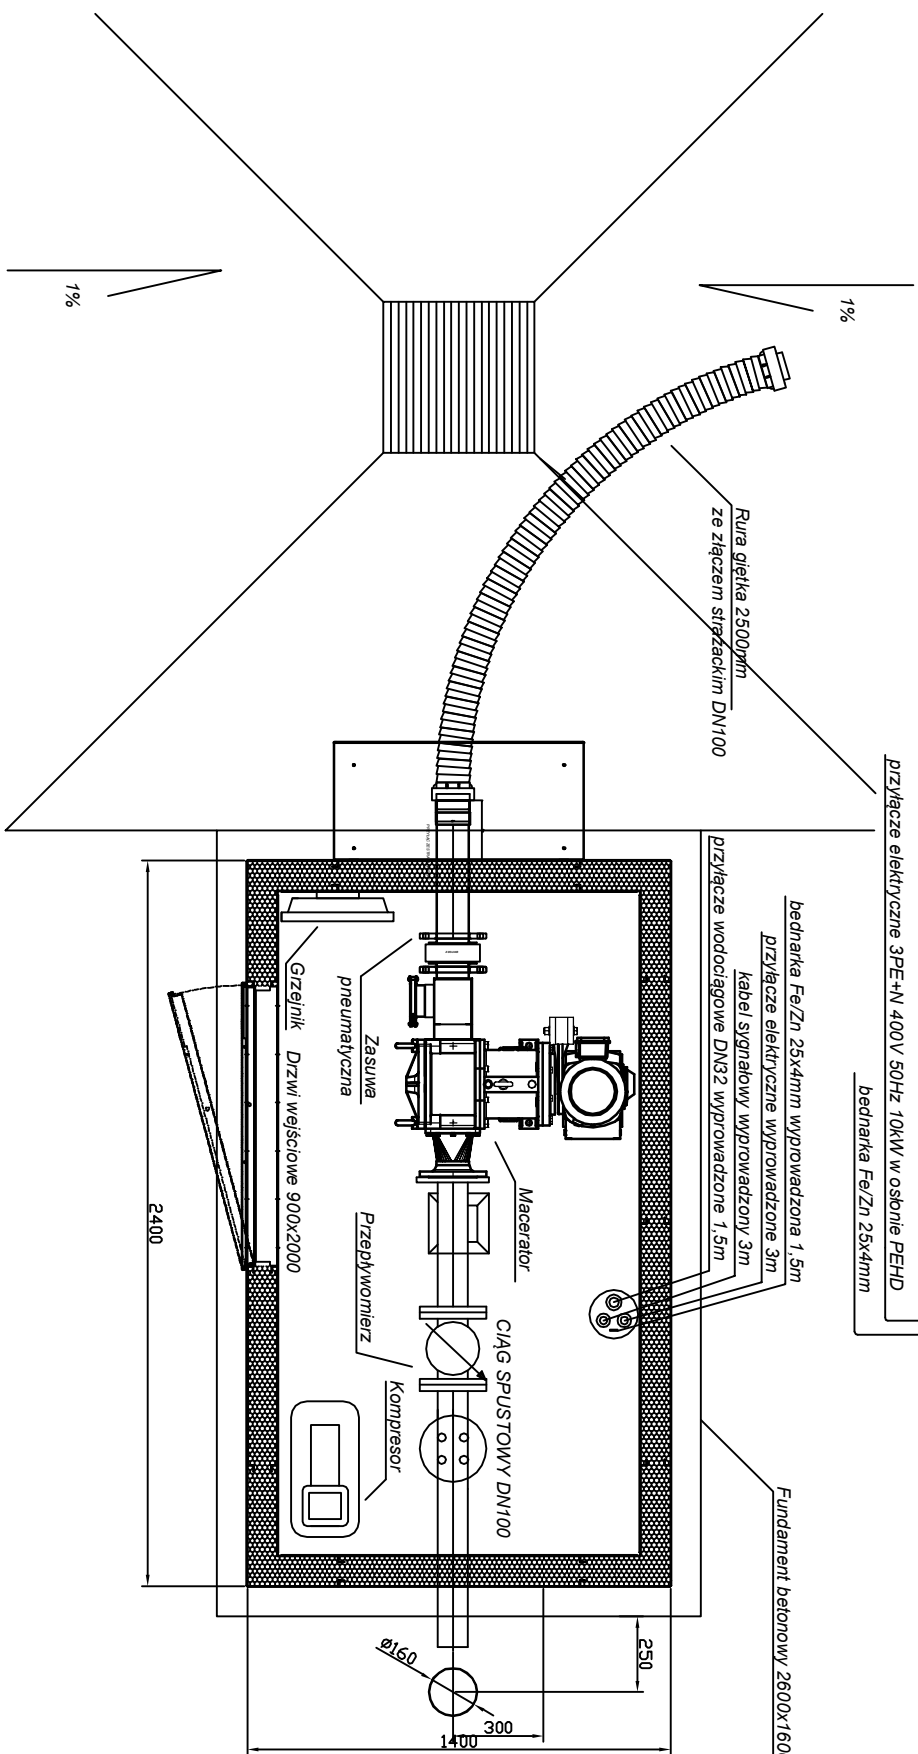 przyłącze elektryczne 3PE+N 400V 50Hz 10kW w osłonie PEHD
bednarka Fe/Zn 25x4mm
1%
1%
Rura giętka 2500mm
ze złączem strażackim DN100
bednarka Fe/Zn 25x4mm wyprowadzona 1,5m
przyłącze elektryczne wyprowadzone 3m
kabel sygnałowy wyprowadzony 3m
przyłącze wodociągowe DN32 wyprowadzone 1,5m
Fundament betonowy 2600x160
Zasuwa
pneumatyczna
Grzejnik
Drzwi wejściowe 900x2000
Macerator
Przepływomierz
CIĄG SPUSTOWY DN100
Kompresor
2400
250
ø160
300
1400